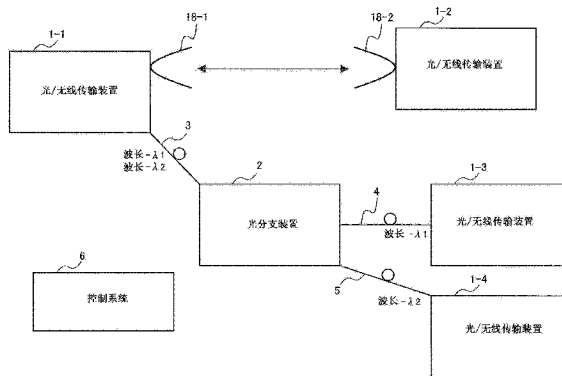 18-1
18-2
1-2
1-1
光/无线传输装置
光/无线传输装置
3
波长-λ1
波长-λ2
2
1-3
4
光分支装置
光/无线传输装置
波长-λ1
6
5
1-4
波长-λ2
控制系统
光/无线传输装置